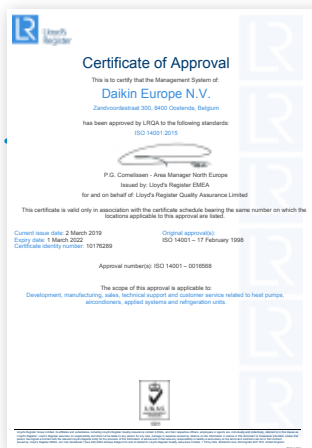 LR
Lloyd's
Register
Certificate of Approval
This is to certify that the Management System of:
Daikin Europe N.V.
Zandvoordestraat 300, 8400 Oostende, Belgium
has been approved by LRQA to the following standards:
ISO 14001:2015
P.G. Cornelissen - Area Manager North Europe
Issued by: Lloyd's Register EMEA
for and on behalf of: Lloyd's Register Quality Assurance Limited
This certificate is valid only in association with the certificate schedule bearing the same number on which the
locations applicable to this approval are listed.
Current issue date: 2 March 2019
Expiry date: 1 March 2022
Certificate identity number: 10176289
Original approval(s):
ISO 14001 – 17 February 1998
Approval number(s): ISO 14001 – 0016568
The scope of this approval is applicable to:
Development, manufacturing, sales, technical support and customer service related to heat pumps,
airconditioners, applied systems and refrigeration units.
UKAS